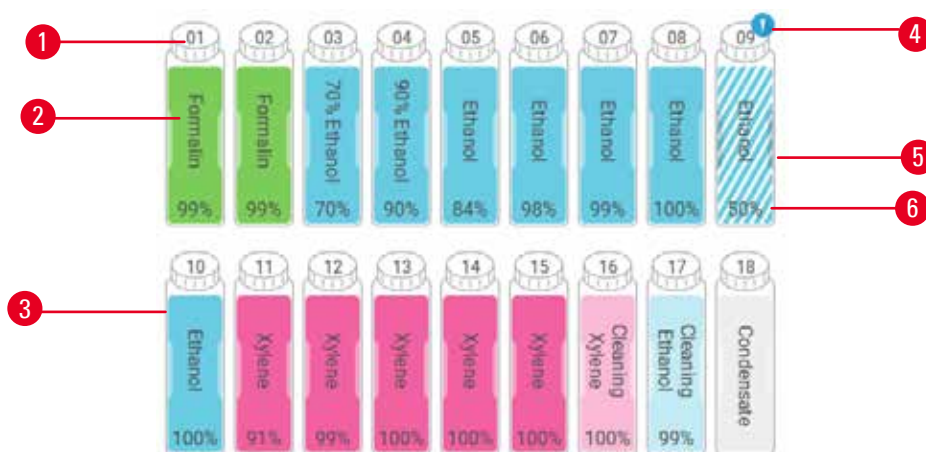 1 01 02 03 04 05 06 07 08 09 4
2 Formalin Formalin 70% Ethanol 90% Ethanol Ethanol Ethanol Ethanol Ethanol Ethanol 5
99% 99% 70% 90% 84% 98% 99% 100% 50% 6
10 11 12 13 14 15 16 17 18
3 Ethanol Xylene Xylene Xylene Xylene Xylene Cleaning Xylene Cleaning Ethanol Condensate
100% 91% 99% 100% 100% 100% 100% 99%